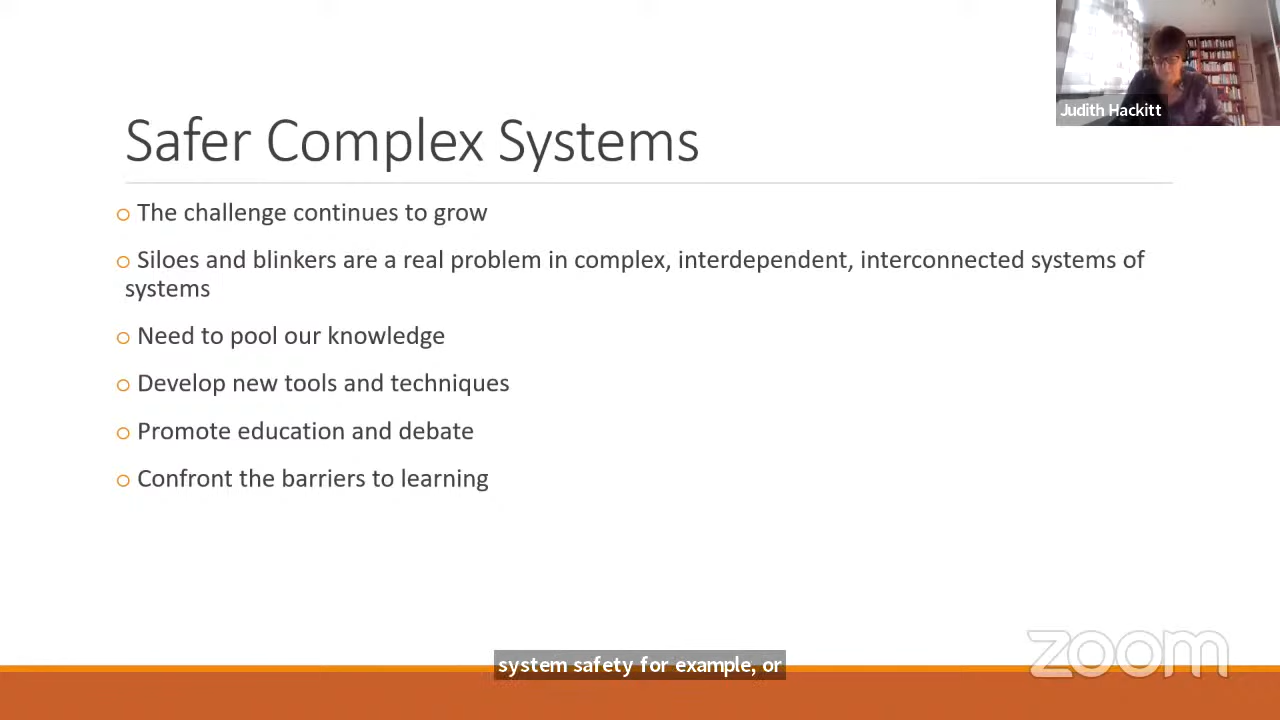 Judith Hackitt
Safer Complex Systems
o The challenge continues to grow
o Siloes and blinkers are a real problem in complex, interdependent, interconnected systems of
systems
o Need to pool our knowledge
o Develop new tools and techniques
o Promote education and debate
o Confront the barriers to learning
zoom
system safety for example, or